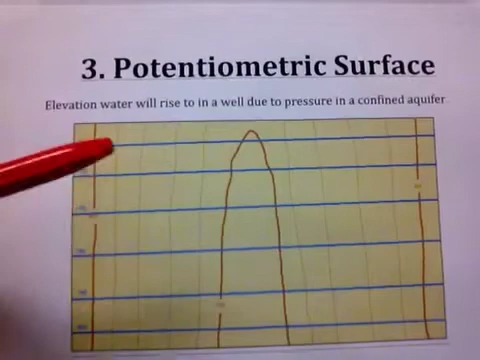 3. Potentiometric Surface
Elevation water will rise to in a well due to pressure in a confined aquifer